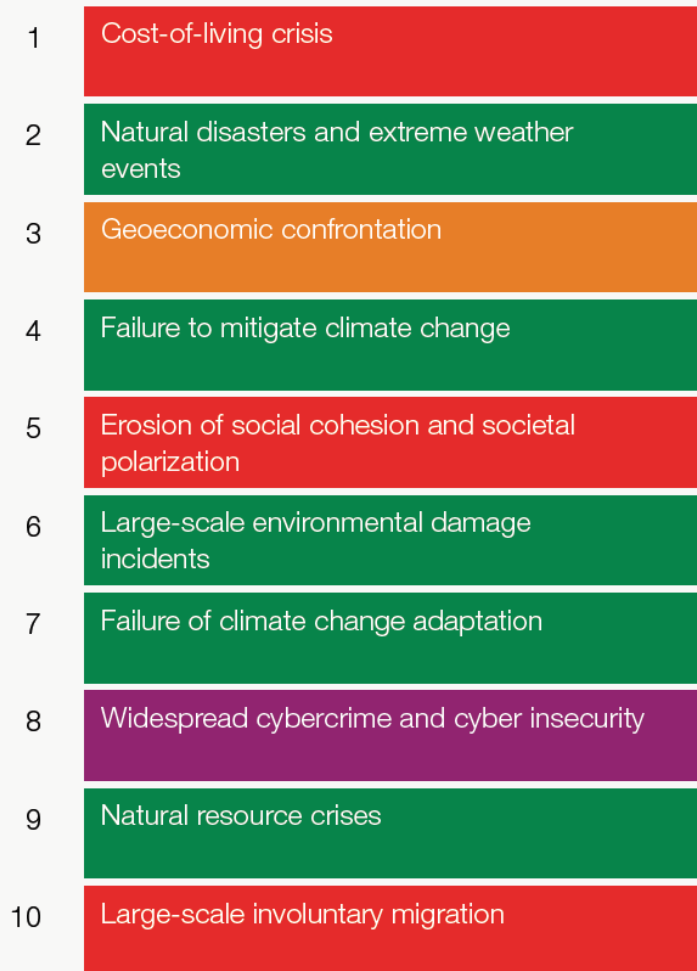 1 Cost-of-living crisis
2 Natural disasters and extreme weather
events
3 Geoeconomic confrontation
4 Failure to mitigate climate change
5 Erosion of social cohesion and societal
polarization
6 Large-scale environmental damage
incidents
7 Failure of climate change adaptation
8 Widespread cybercrime and cyber insecurity
9 Natural resource crises
10 Large-scale involuntary migration